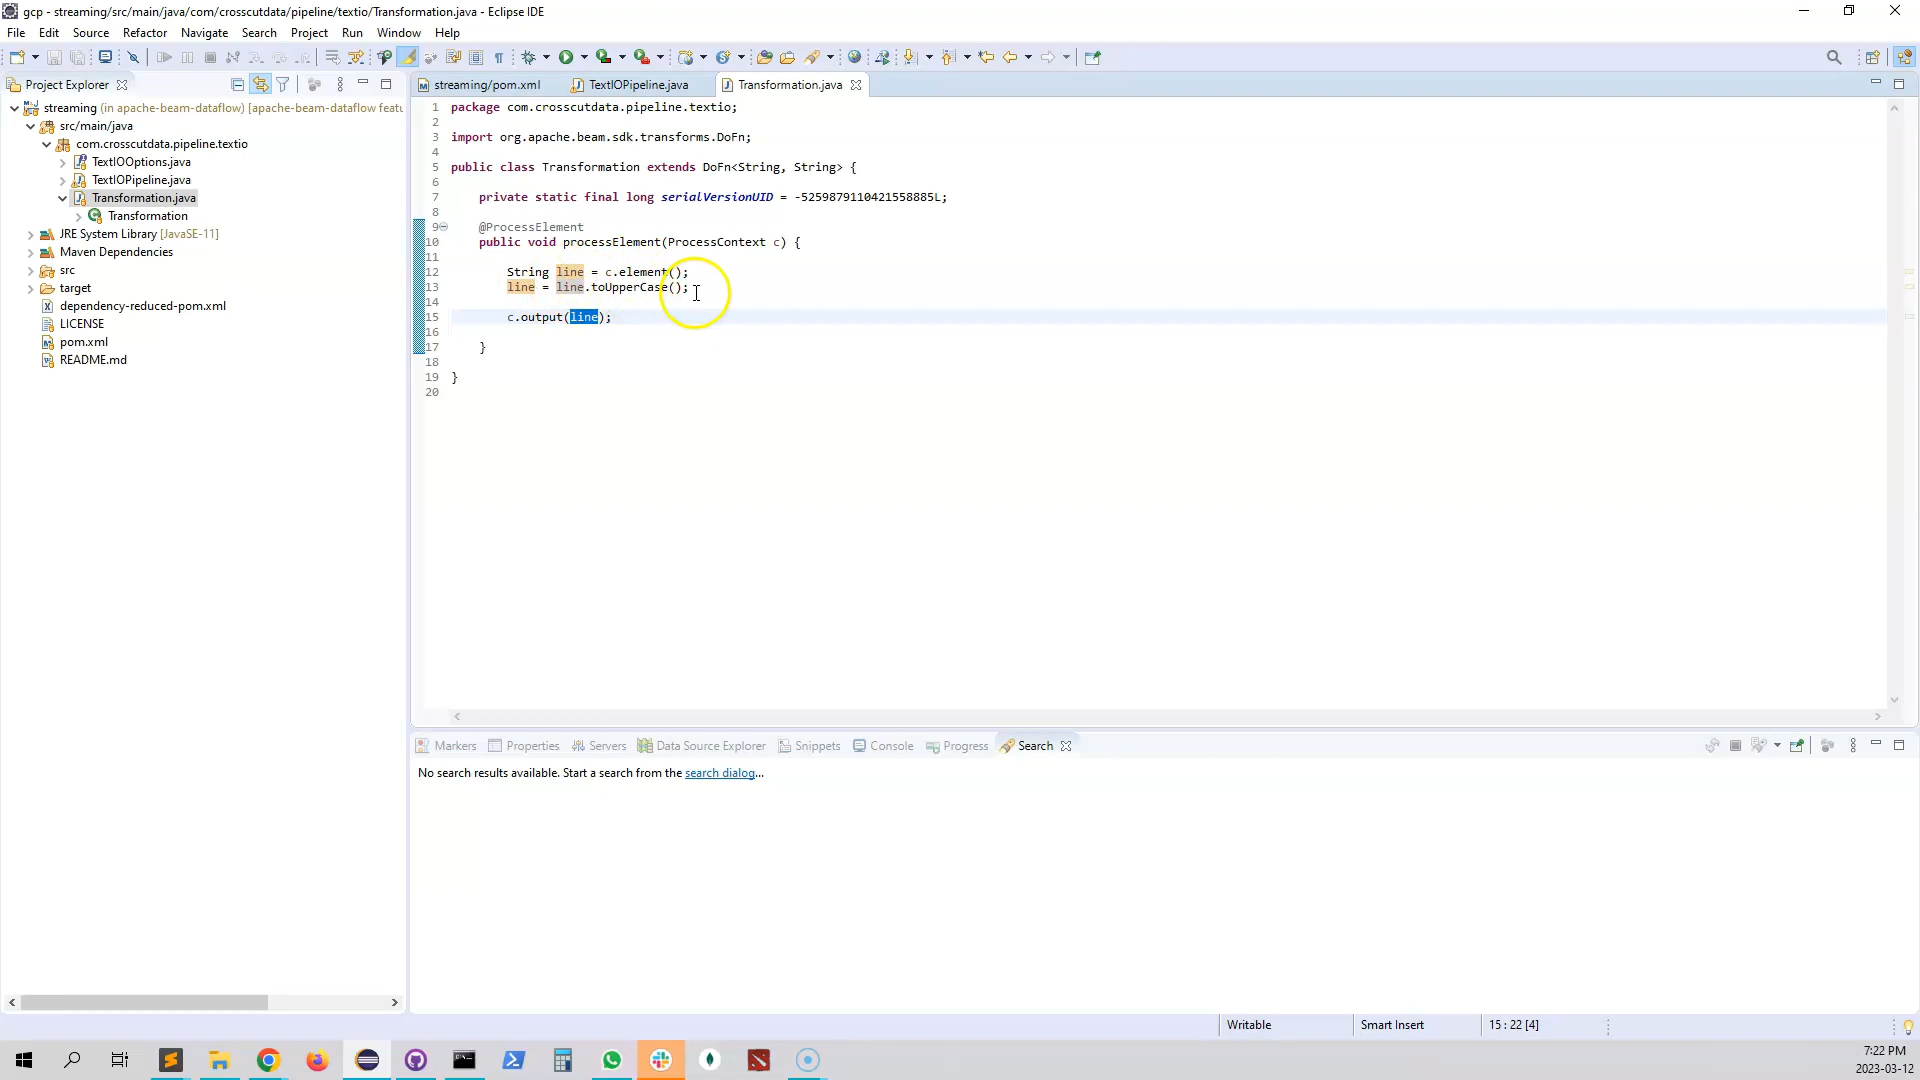 gcp - streaming/src/main/java/com/crosscutdata/pipeline/textio/Transformation.java - Eclipse IDE
File Edit Source Refactor Navigate Search Project Run Window Help
Project Explorer
streaming/pom.xml TextIOPipeline.java Transformation.java
streaming (in apache-beam-dataflow) [apache-beam-dataflow featu
src/main/java
com.crosscutdata.pipeline.textio
TextIOOptions.java
TextIOPipeline.java
Transformation.java
Transformation
JRE System Library [JavaSE-11]
Maven Dependencies
src
target
dependency-reduced-pom.xml
LICENSE
pom.xml
README.md
1 package com.crosscutdata.pipeline.textio;
2
3 import org.apache.beam.sdk.transforms.DoFn;
4
5 public class Transformation extends DoFn<String, String> {
6
7 private static final long serialVersionUID = -5259879110421558885L;
8
9 @ProcessElement
10 public void processElement(ProcessContext c) {
11
12 String line = c.element();
13 line = line.toUpperCase();
14
15 c.output(line);
16
17 }
18
19 }
20
Markers Properties Servers Data Source Explorer Snippets Console Progress Search
No search results available. Start a search from the search dialog...
Writable Smart Insert 15 : 22 [4]
7:22 PM
2023-03-12